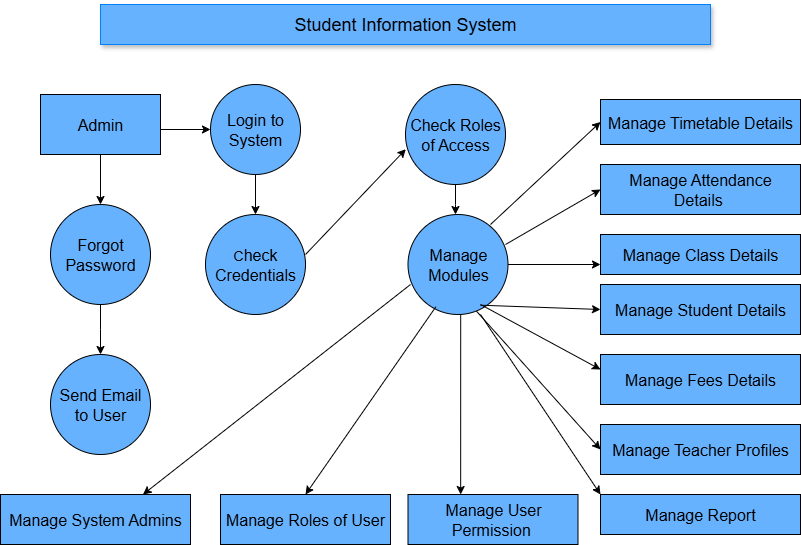 Student Information System
Admin
Login to
System
Check Roles
of Access
Manage Timetable Details
Manage Attendance
Details
Forgot
Password
Check
Credentials
Manage
Modules
Manage Class Details
Manage Student Details
Manage Fees Details
Send Email
to User
Manage Teacher Profiles
Manage System Admins
Manage Roles of User
Manage User
Permission
Manage Report